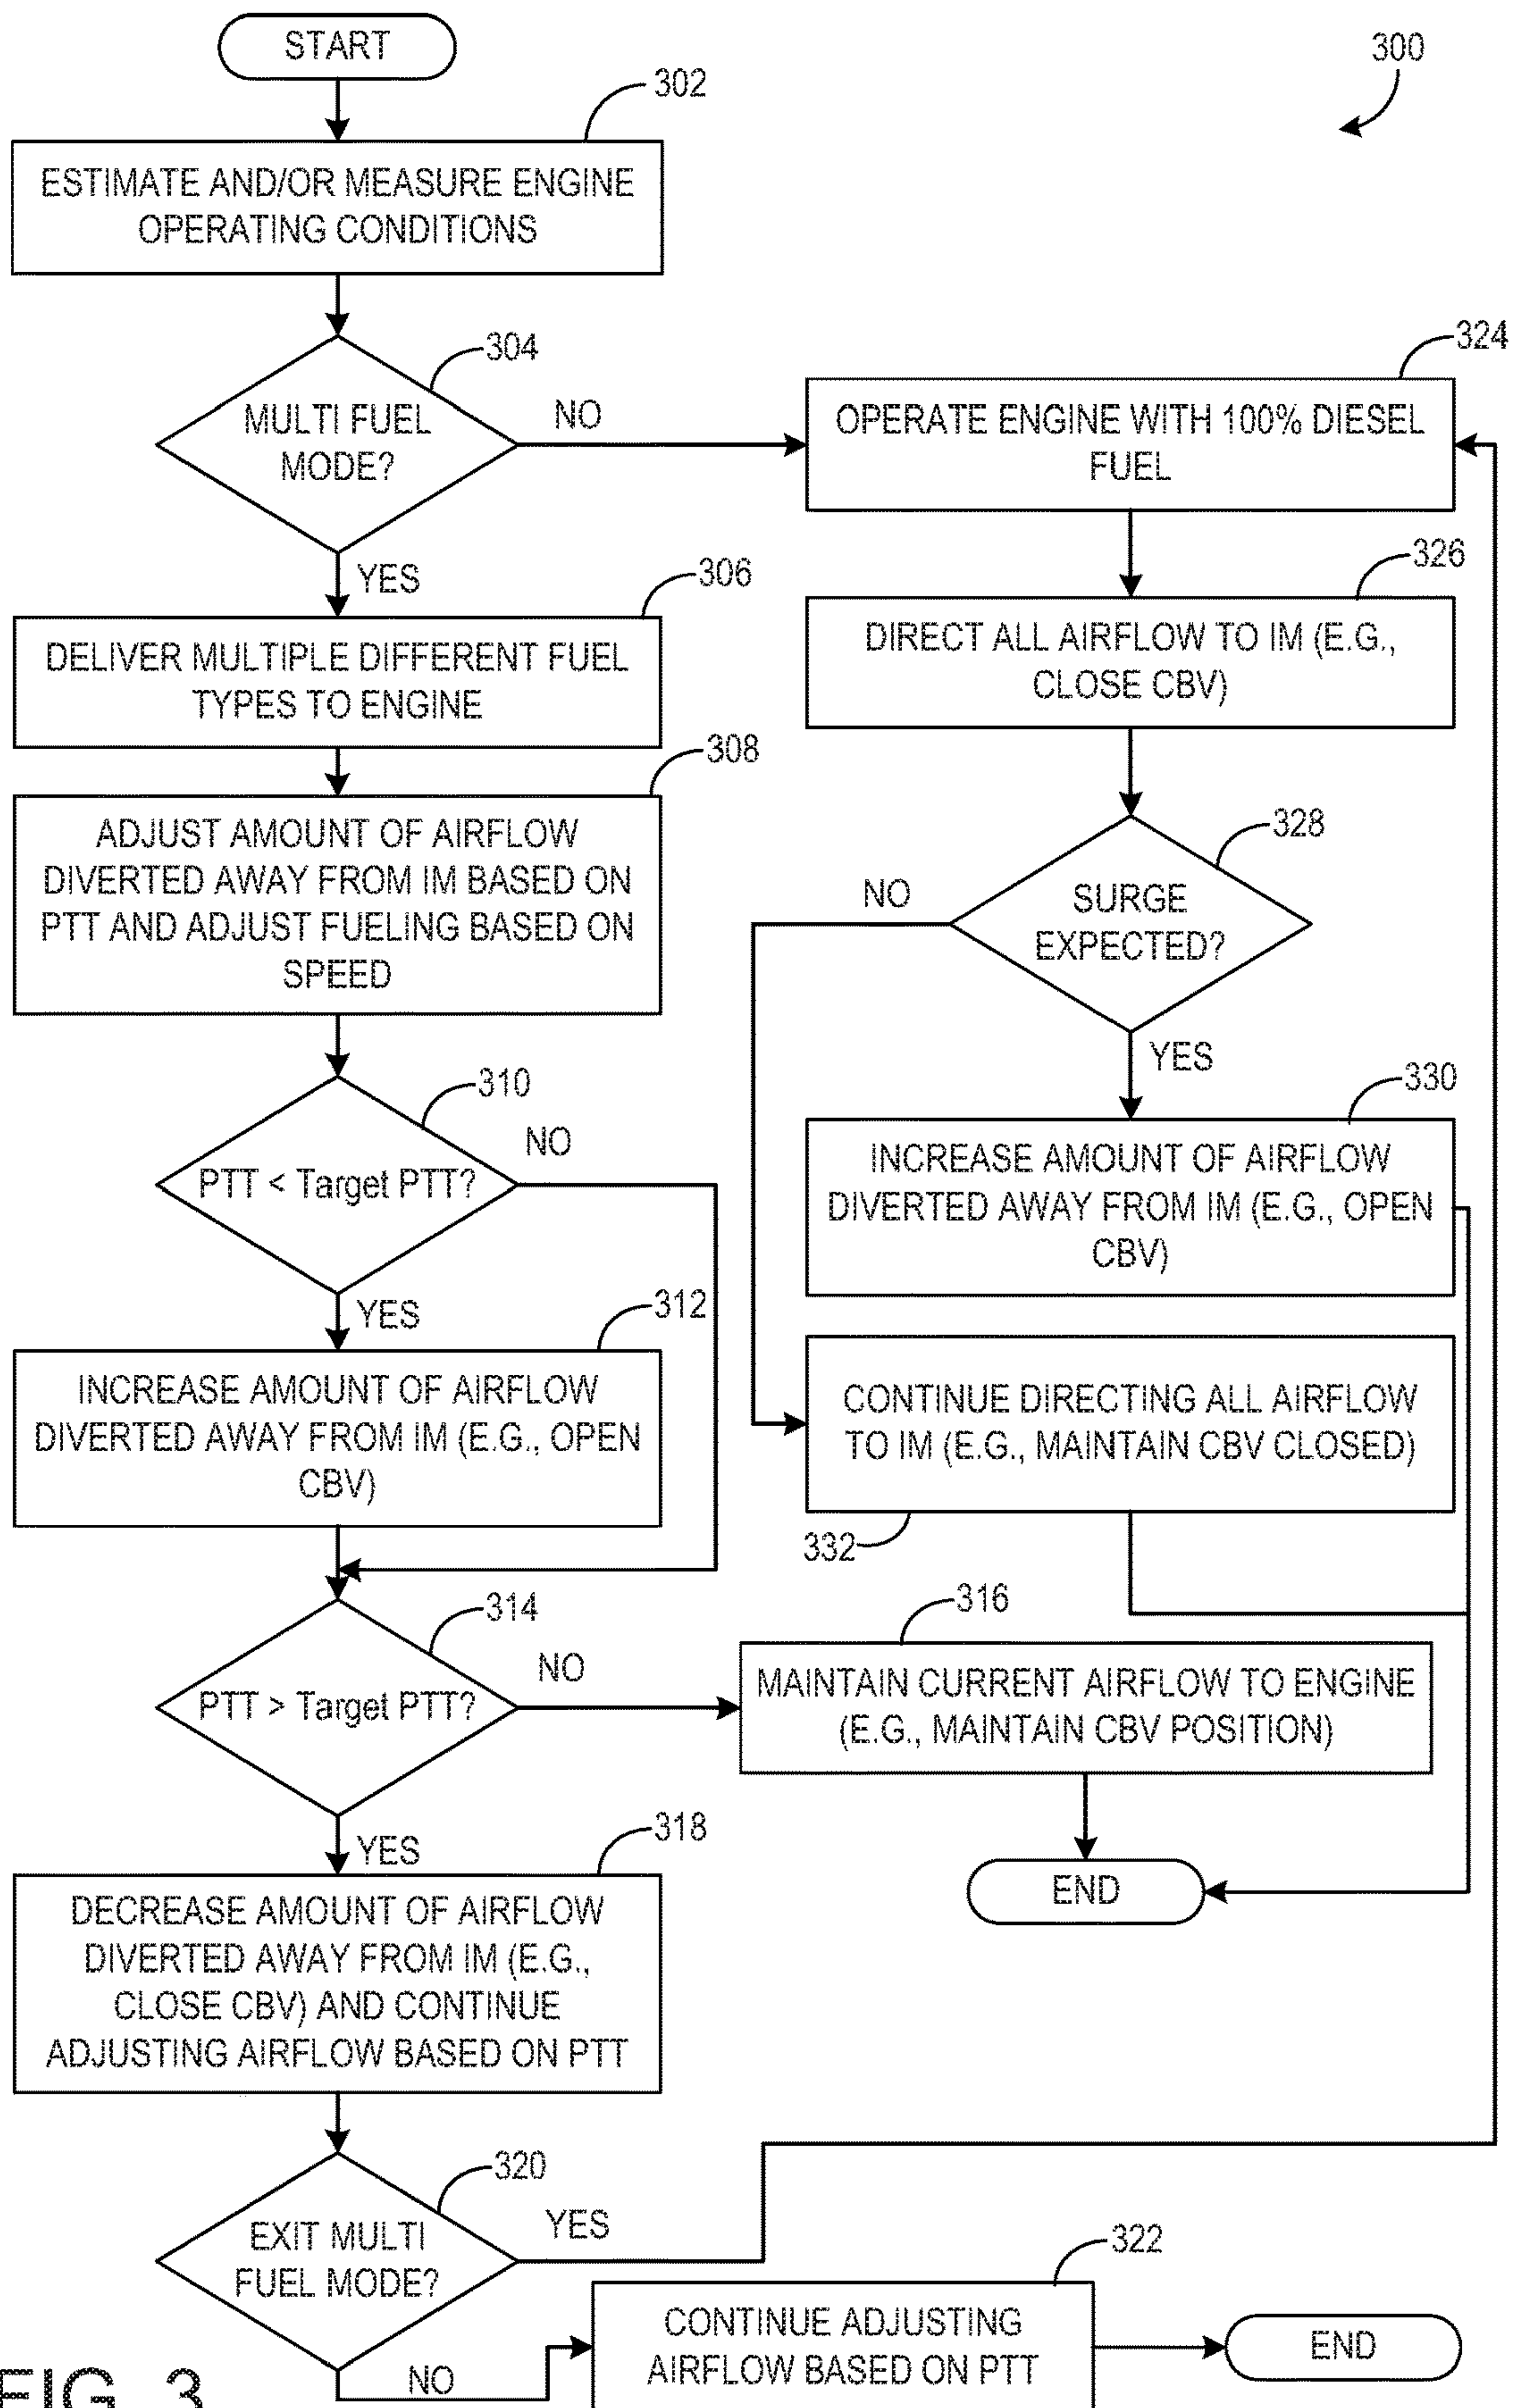 START
300
302
ESTIMATE AND/OR MEASURE ENGINE
OPERATING CONDITIONS
304
MULTI FUEL
MODE?
NO
YES
324
OPERATE ENGINE WITH 100% DIESEL
FUEL
306
DELIVER MULTIPLE DIFFERENT FUEL
TYPES TO ENGINE
326
DIRECT ALL AIRFLOW TO IM (E.G.,
CLOSE CBV)
308
ADJUST AMOUNT OF AIRFLOW
DIVERTED AWAY FROM IM BASED ON
PTT AND ADJUST FUELING BASED ON
SPEED
328
SURGE
EXPECTED?
NO
YES
310
PTT < Target PTT?
NO
YES
330
INCREASE AMOUNT OF AIRFLOW
DIVERTED AWAY FROM IM (E.G., OPEN
CBV)
312
INCREASE AMOUNT OF AIRFLOW
DIVERTED AWAY FROM IM (E.G., OPEN
CBV)
CONTINUE DIRECTING ALL AIRFLOW
TO IM (E.G., MAINTAIN CBV CLOSED)
332
314
PTT > Target PTT?
NO
YES
316
MAINTAIN CURRENT AIRFLOW TO ENGINE
(E.G., MAINTAIN CBV POSITION)
END
318
DECREASE AMOUNT OF AIRFLOW
DIVERTED AWAY FROM IM (E.G.,
CLOSE CBV) AND CONTINUE
ADJUSTING AIRFLOW BASED ON PTT
320
EXIT MULTI
FUEL MODE?
YES
NO
322
CONTINUE ADJUSTING
AIRFLOW BASED ON PTT
END
FIG. 3